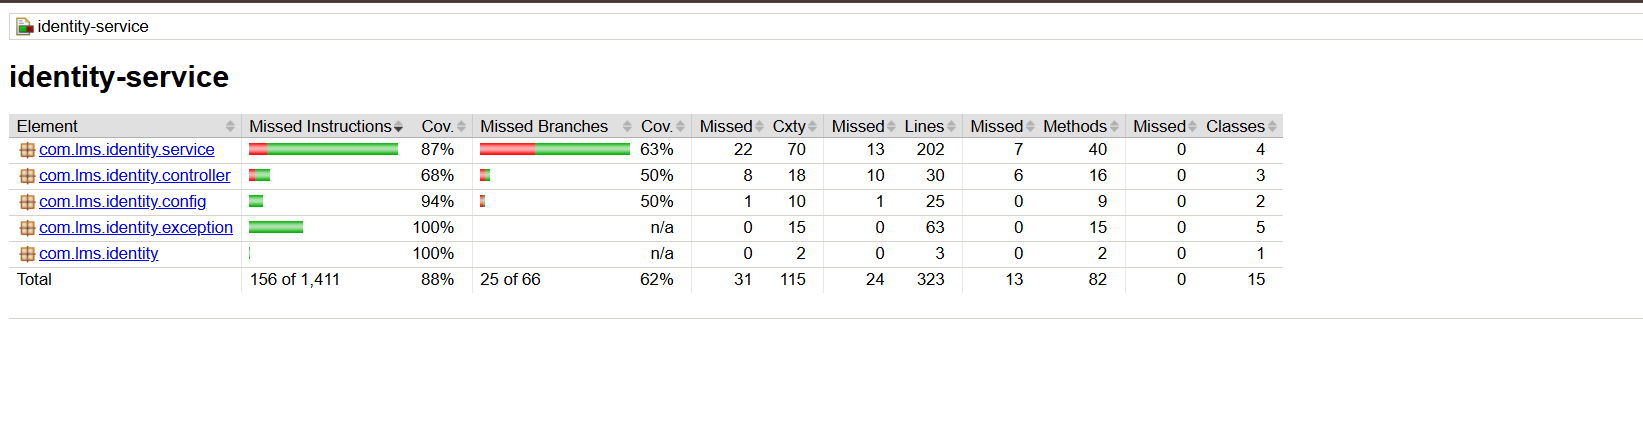 identity-service
identity-service
Element Missed Instructions Cov. Missed Branches Cov. Missed Cxty Missed Lines Missed Methods Missed Classes
com.lms.identity.service 87% 63% 22 70 13 202 7 40 0 4
com.lms.identity.controller 68% 50% 8 18 10 30 6 16 0 3
com.lms.identity.config 94% 50% 1 10 1 25 0 9 0 2
com.lms.identity.exception 100% n/a 0 15 0 63 0 15 0 5
com.lms.identity 100% n/a 0 2 0 3 0 2 0 1
Total 156 of 1,411 88% 25 of 66 62% 31 115 24 323 13 82 0 15